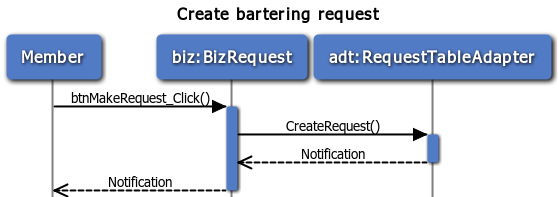 Create bartering request
Member
biz:BizRequest
adt:RequestTableAdapter
btnMakeRequest_Click()
CreateRequest()
Notification
Notification